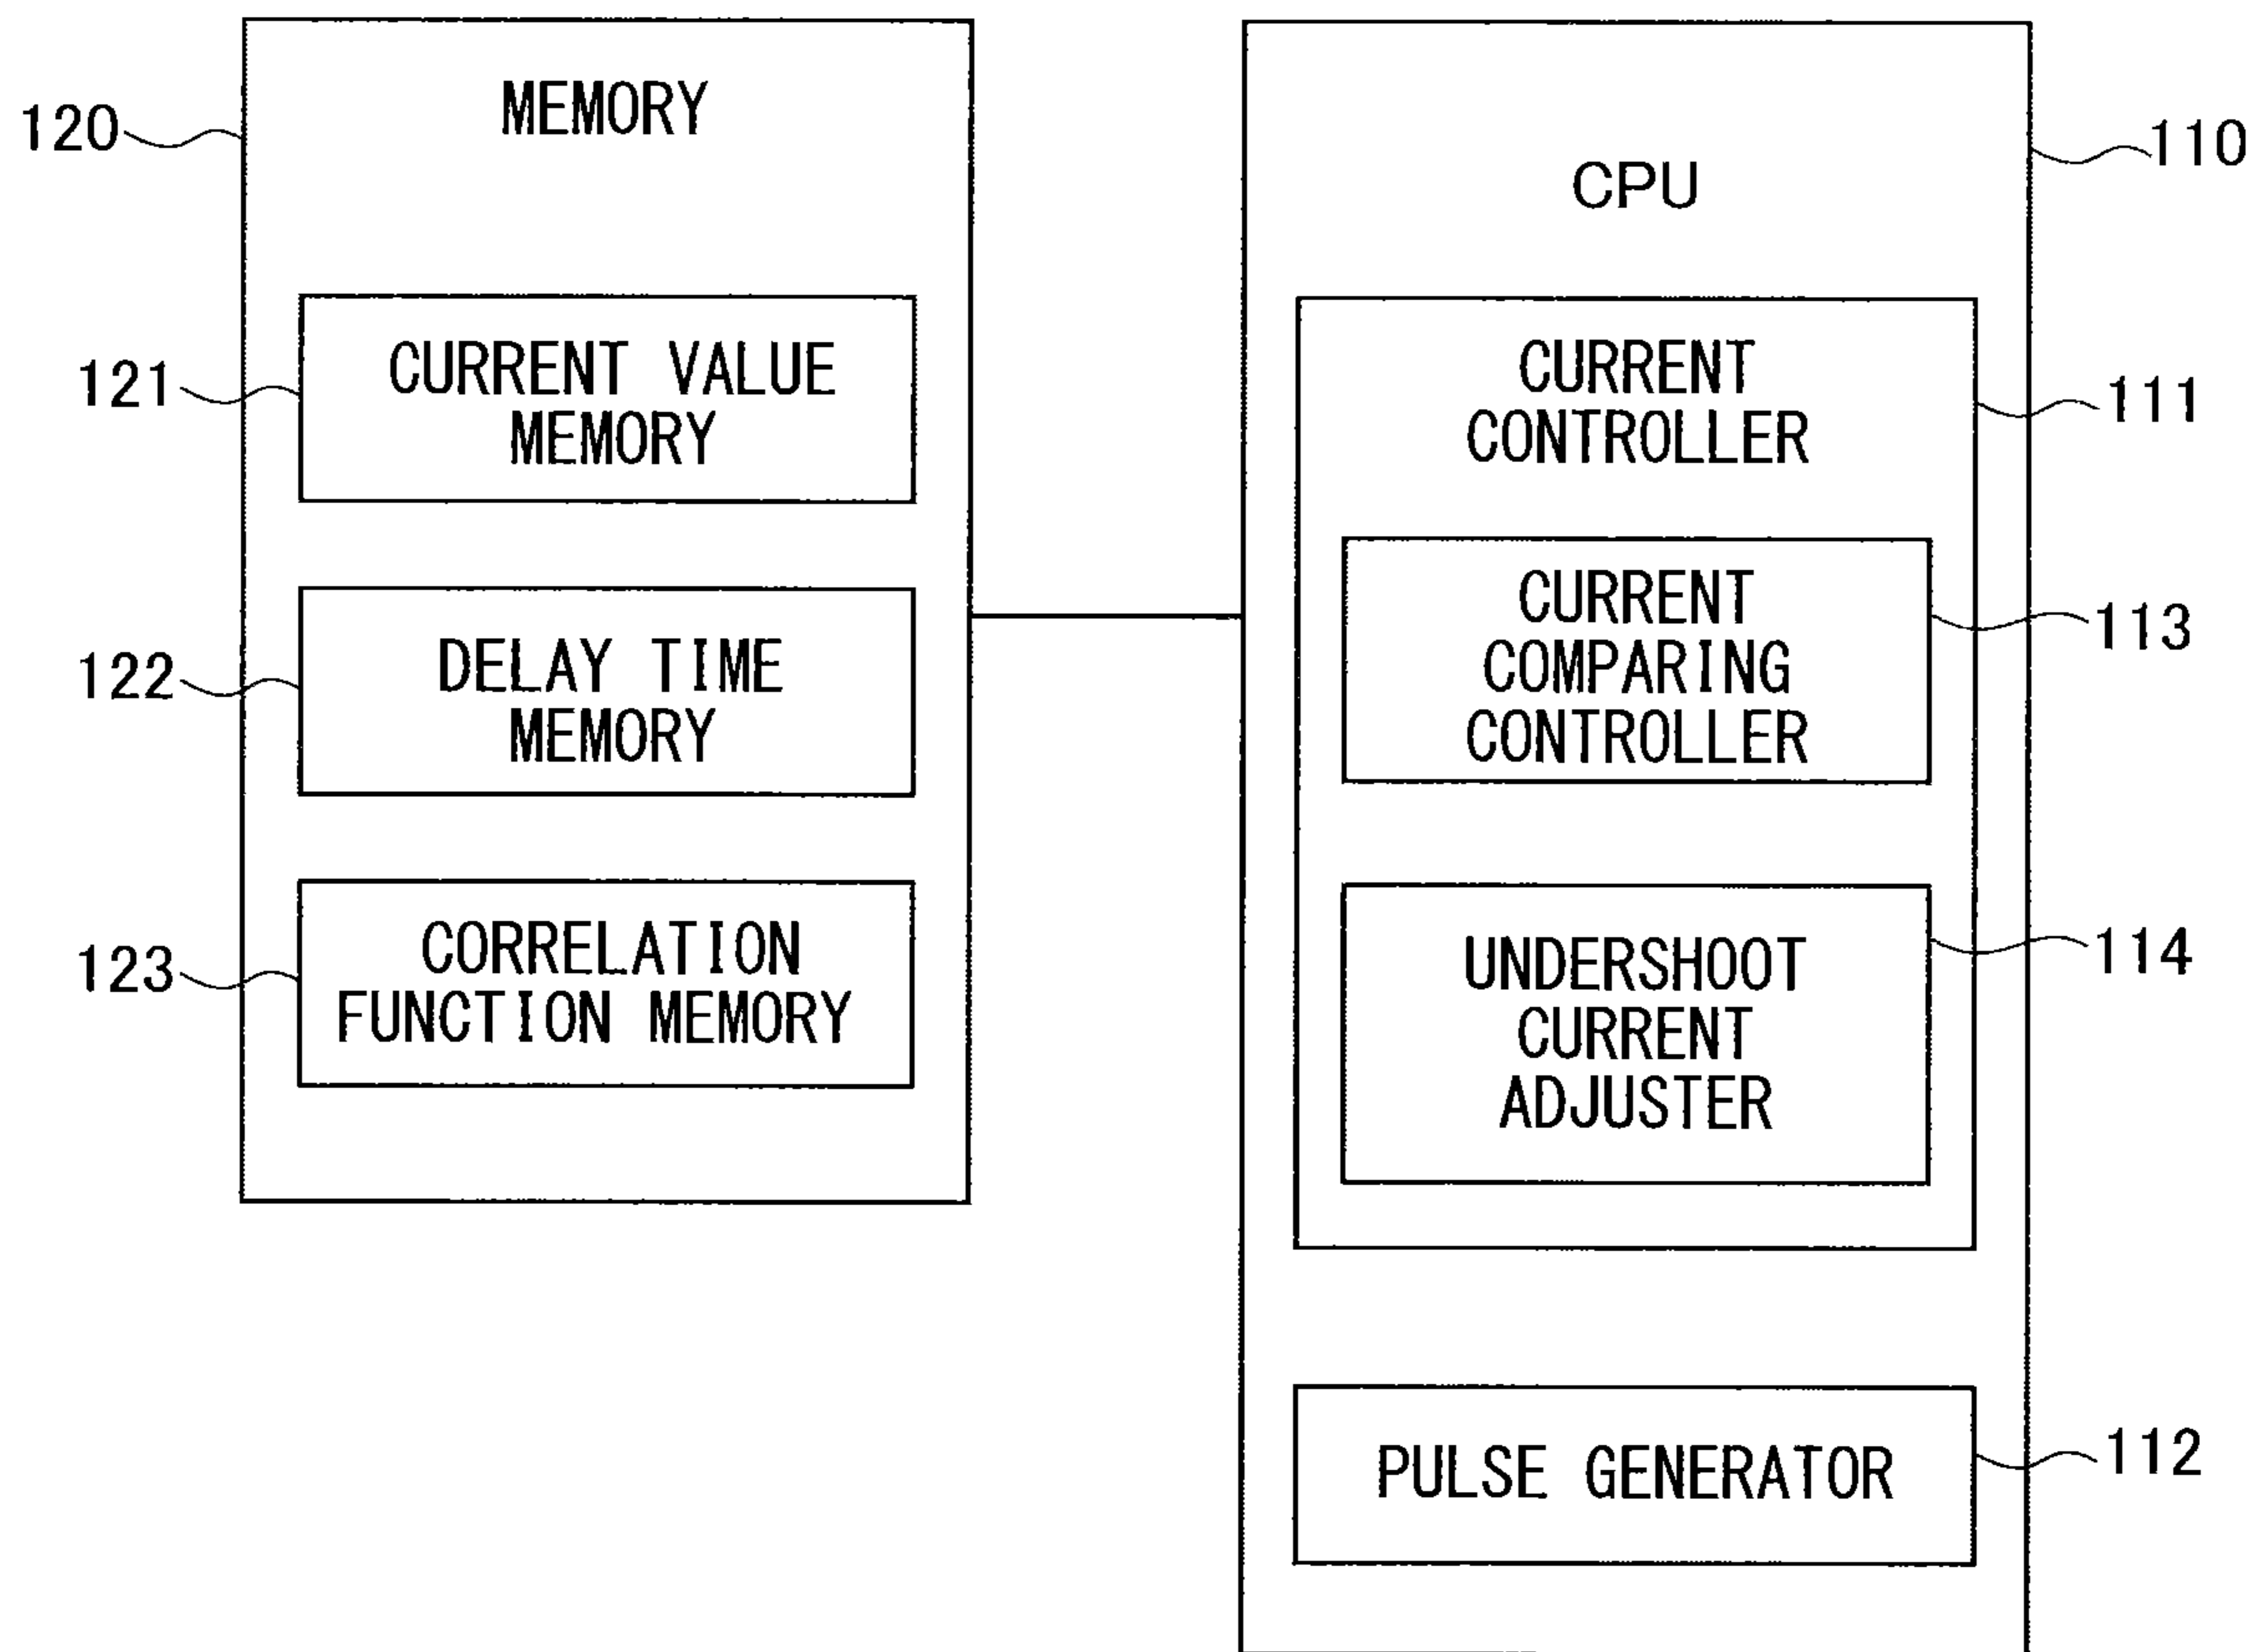 120
MEMORY
121
CURRENT VALUE
MEMORY
122
DELAY TIME
MEMORY
123
CORRELATION
FUNCTION MEMORY
110
CPU
111
CURRENT
CONTROLLER
113
CURRENT
COMPARING
CONTROLLER
114
UNDERSHOOT
CURRENT
ADJUSTER
112
PULSE GENERATOR